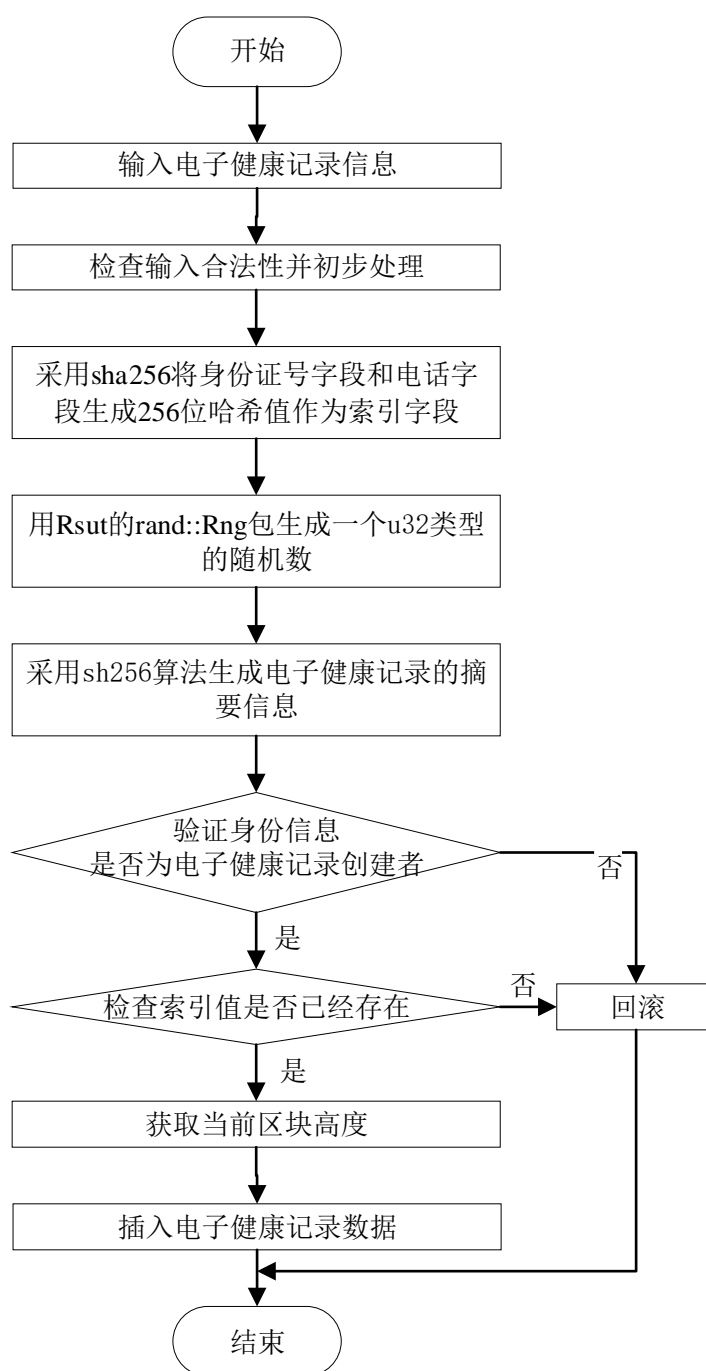 开始
输入电子健康记录信息
检查输入合法性并初步处理
采用sha256将身份证号字段和电话字
段生成256位哈希值作为索引字段
用Rsut的rand::Rng包生成一个u32类型
的随机数
采用sh256算法生成电子健康记录的摘
要信息
验证身份信息
是否为电子健康记录创建者
否
是
检查索引值是否已经存在
否
回滚
是
获取当前区块高度
插入电子健康记录数据
结束